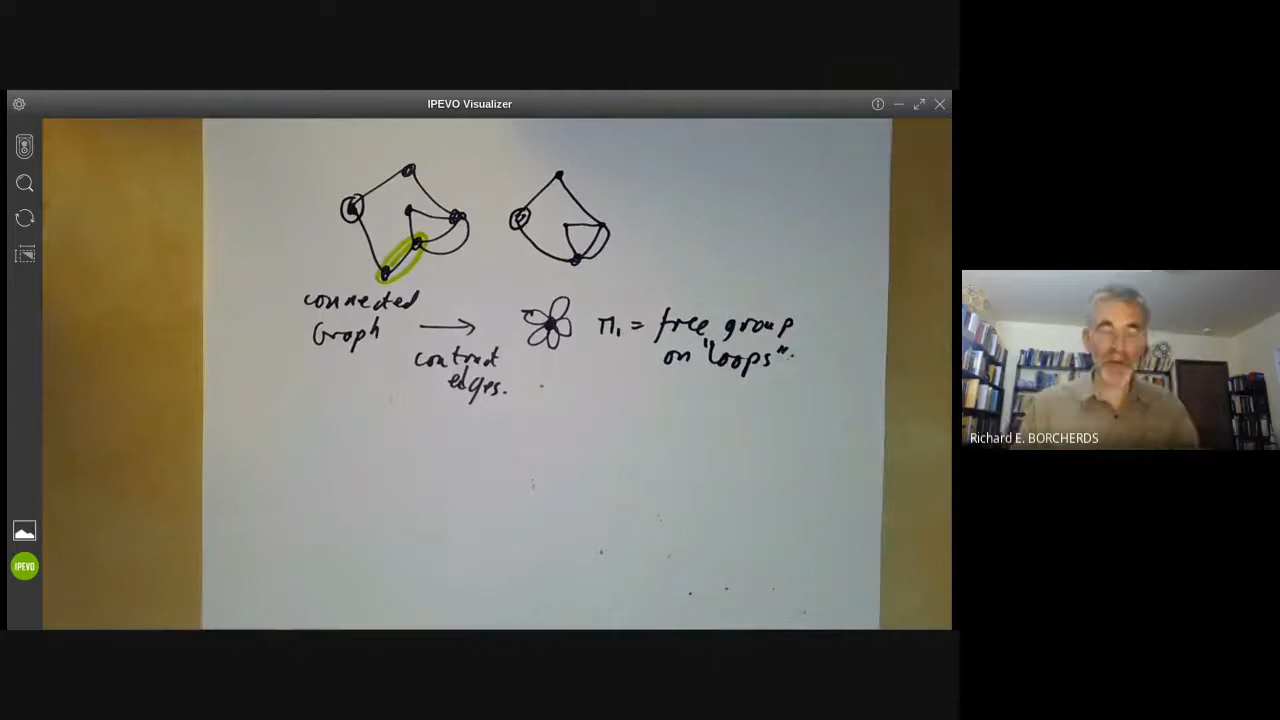 IPEVO Visualizer
connected
Graph
contract
edges.
π₁ = free group
on "loops".
Richard E. BORCHERDS
IPEVO